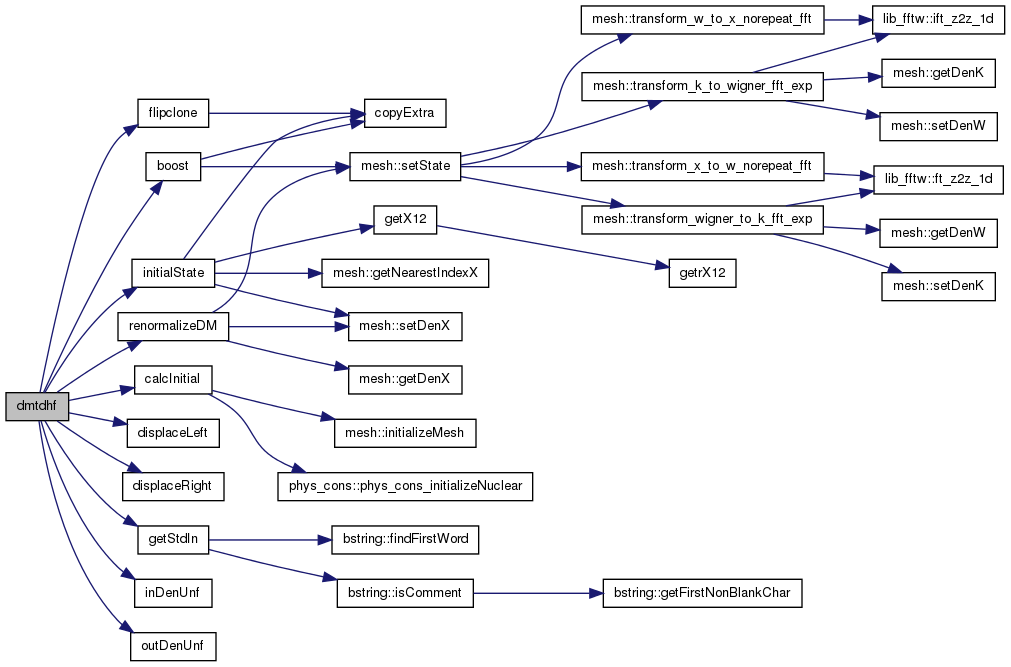 mesh::transform_w_to_x_norepeat_fft
lib_fftw::ift_z2z_1d
mesh::transform_k_to_wigner_fft_exp
mesh::getDenK
flipclone
copyExtra
mesh::setDenW
boost
mesh::setState
mesh::transform_x_to_w_norepeat_fft
lib_fftw::ft_z2z_1d
getX12
mesh::transform_wigner_to_k_fft_exp
mesh::getDenW
initialState
mesh::getNearestIndexX
getrX12
mesh::setDenK
renormalizeDM
mesh::setDenX
calcInitial
mesh::getDenX
dmtdhf
displaceLeft
mesh::initializeMesh
displaceRight
phys_cons::phys_cons_initializeNuclear
getStdIn
bstring::findFirstWord
inDenUnf
bstring::isComment
bstring::getFirstNonBlankChar
outDenUnf